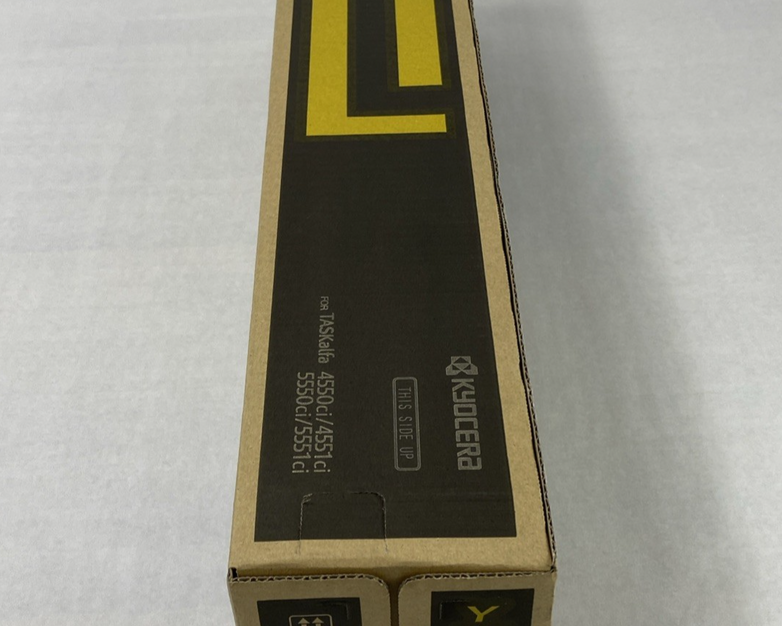 KYOCERA
THIS SIDE UP
FOR TASKalfa 4550ci/4551ci
5550ci/5551ci
Y